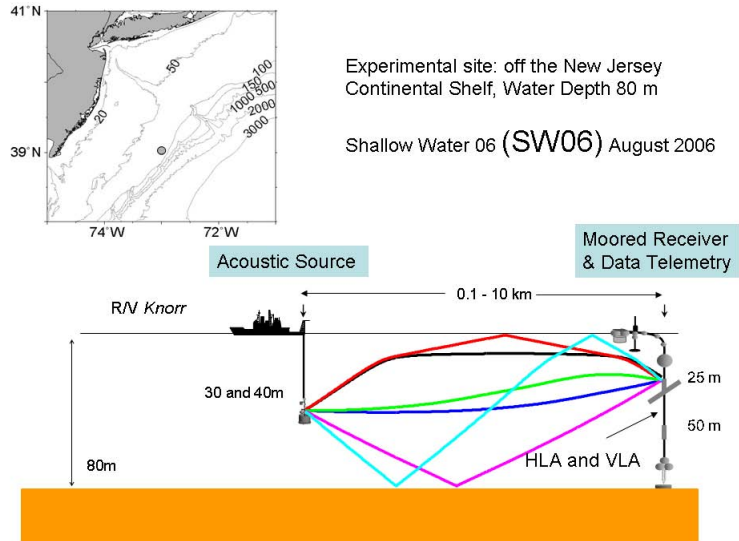 41°N
39°N
74°W
72°W
20
50
100
150
500
1000
2000
3000
Experimental site: off the New Jersey
Continental Shelf, Water Depth 80 m
Shallow Water 06 (SW06) August 2006
Acoustic Source
Moored Receiver
& Data Telemetry
0.1 - 10 km
R/V Knorr
30 and 40m
25 m
50 m
80m
HLA and VLA